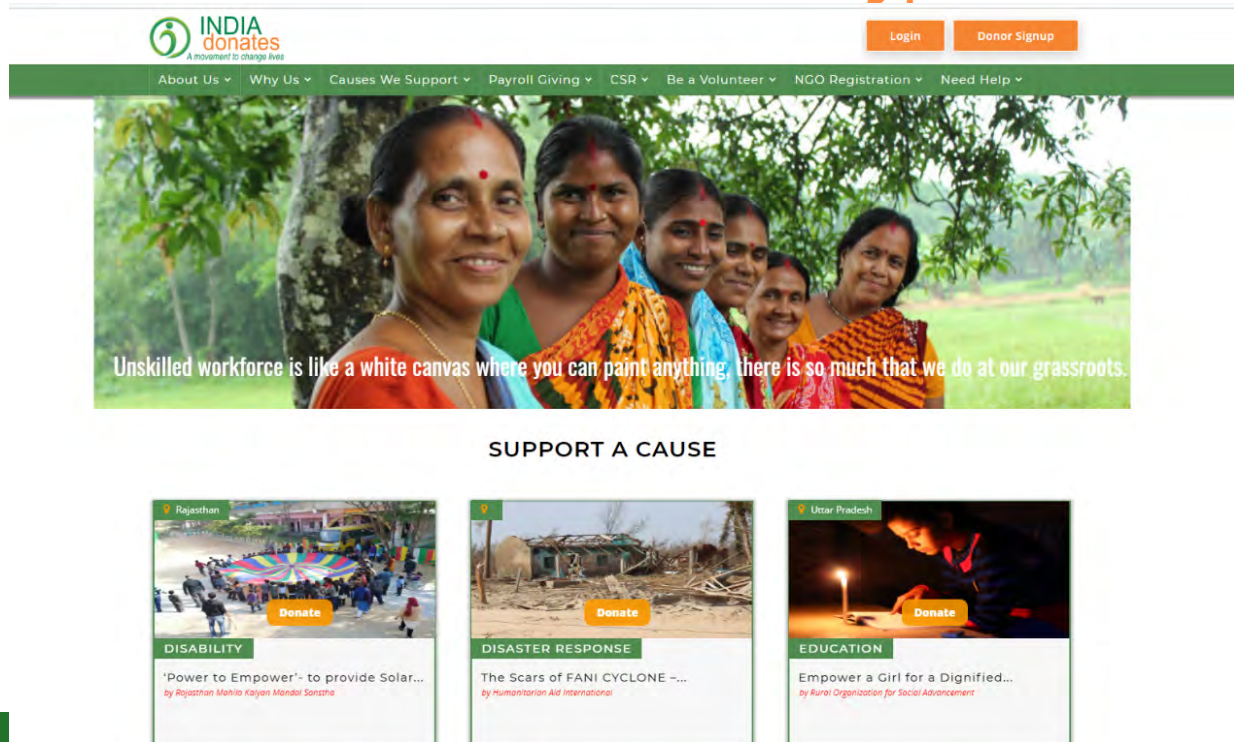 INDIA
donates
A movement to change lives
Login
Donor Signup
About Us
Why Us
Causes We Support
Payroll Giving
CSR
Be a Volunteer
NGO Registration
Need Help
Unskilled workforce is like a white canvas where you can paint anything, there is so much that we do at our grassroots.
SUPPORT A CAUSE
Rajasthan
Donate
DISABILITY
'Power to Empower'- to provide Solar...
by Rajasthan Mahila Kalyan Mandal Sanstha
Donate
DISASTER RESPONSE
The Scars of FANI CYCLONE –...
by Humanitarian Aid International
Uttar Pradesh
Donate
EDUCATION
Empower a Girl for a Dignified...
by Rural Organization for Social Advancement